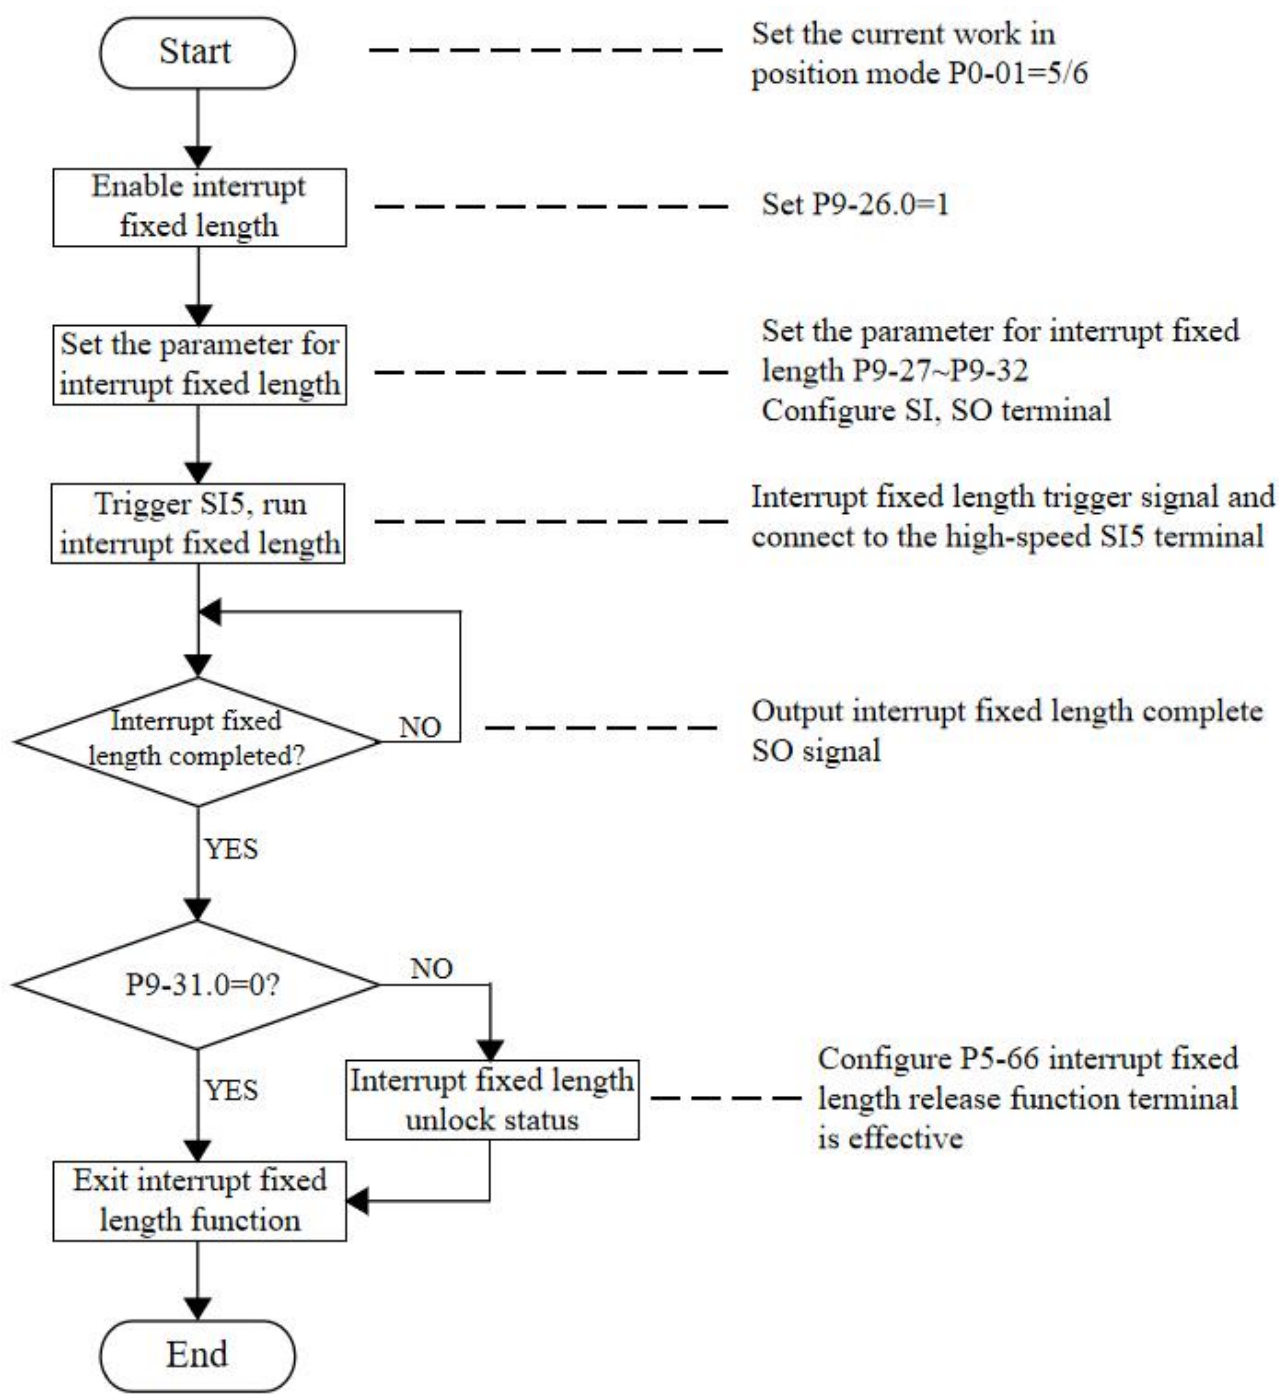 Start
Set the current work in
position mode P0-01=5/6
Enable interrupt
fixed length
Set P9-26.0=1
Set the parameter for
interrupt fixed length
Set the parameter for interrupt fixed
length P9-27~P9-32
Configure SI, SO terminal
Trigger SI5, run
interrupt fixed length
Interrupt fixed length trigger signal and
connect to the high-speed SI5 terminal
Interrupt fixed
length completed?
NO
Output interrupt fixed length complete
SO signal
YES
P9-31.0=0?
NO
YES
Interrupt fixed length
unlock status
Configure P5-66 interrupt fixed
length release function terminal
is effective
Exit interrupt fixed
length function
End